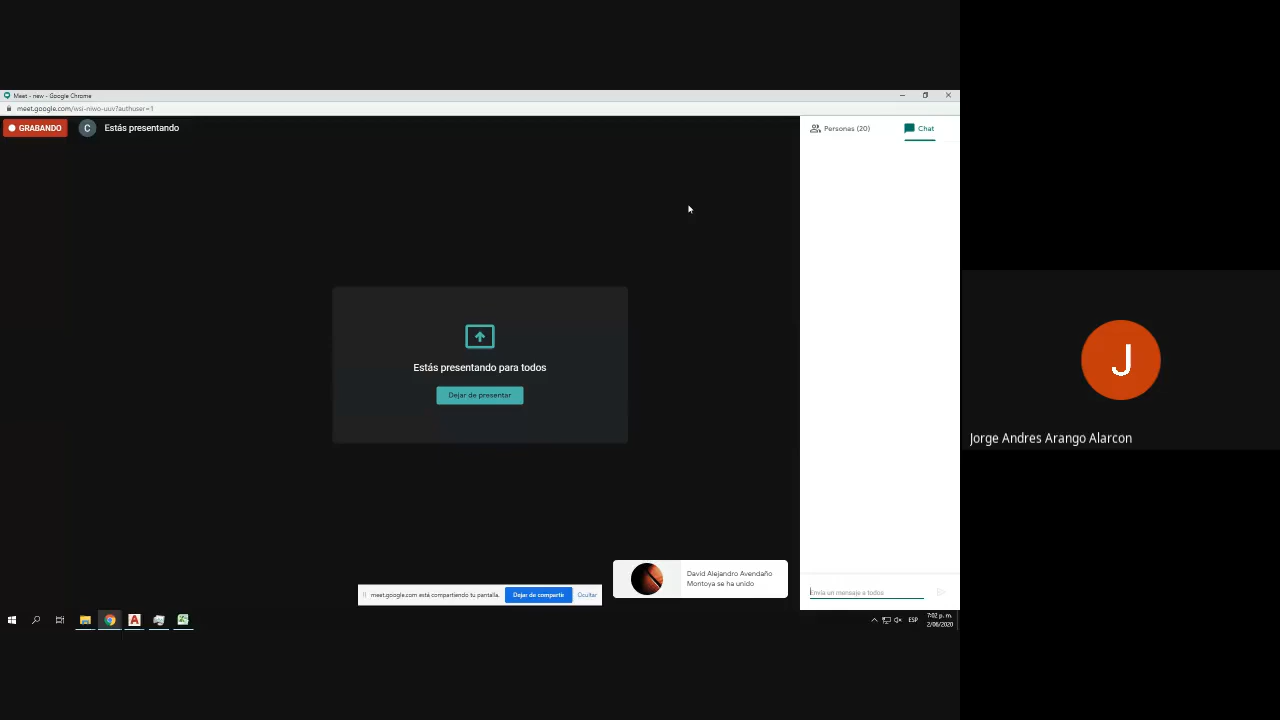 Meet - new - Google Chrome
meet.google.com/wsi-niwo-uuv?authuser=1
GRABANDO
C
Estás presentando
Personas (20)
Chat
Estás presentando para todos
Dejar de presentar
J
Jorge Andres Arango Alarcon
David Alejandro Avendaño
Montoya se ha unido
meet.google.com está compartiendo tu pantalla.
Dejar de compartir
Ocultar
Envía un mensaje a todos
ESP
7:02 p. m.
2/06/2020